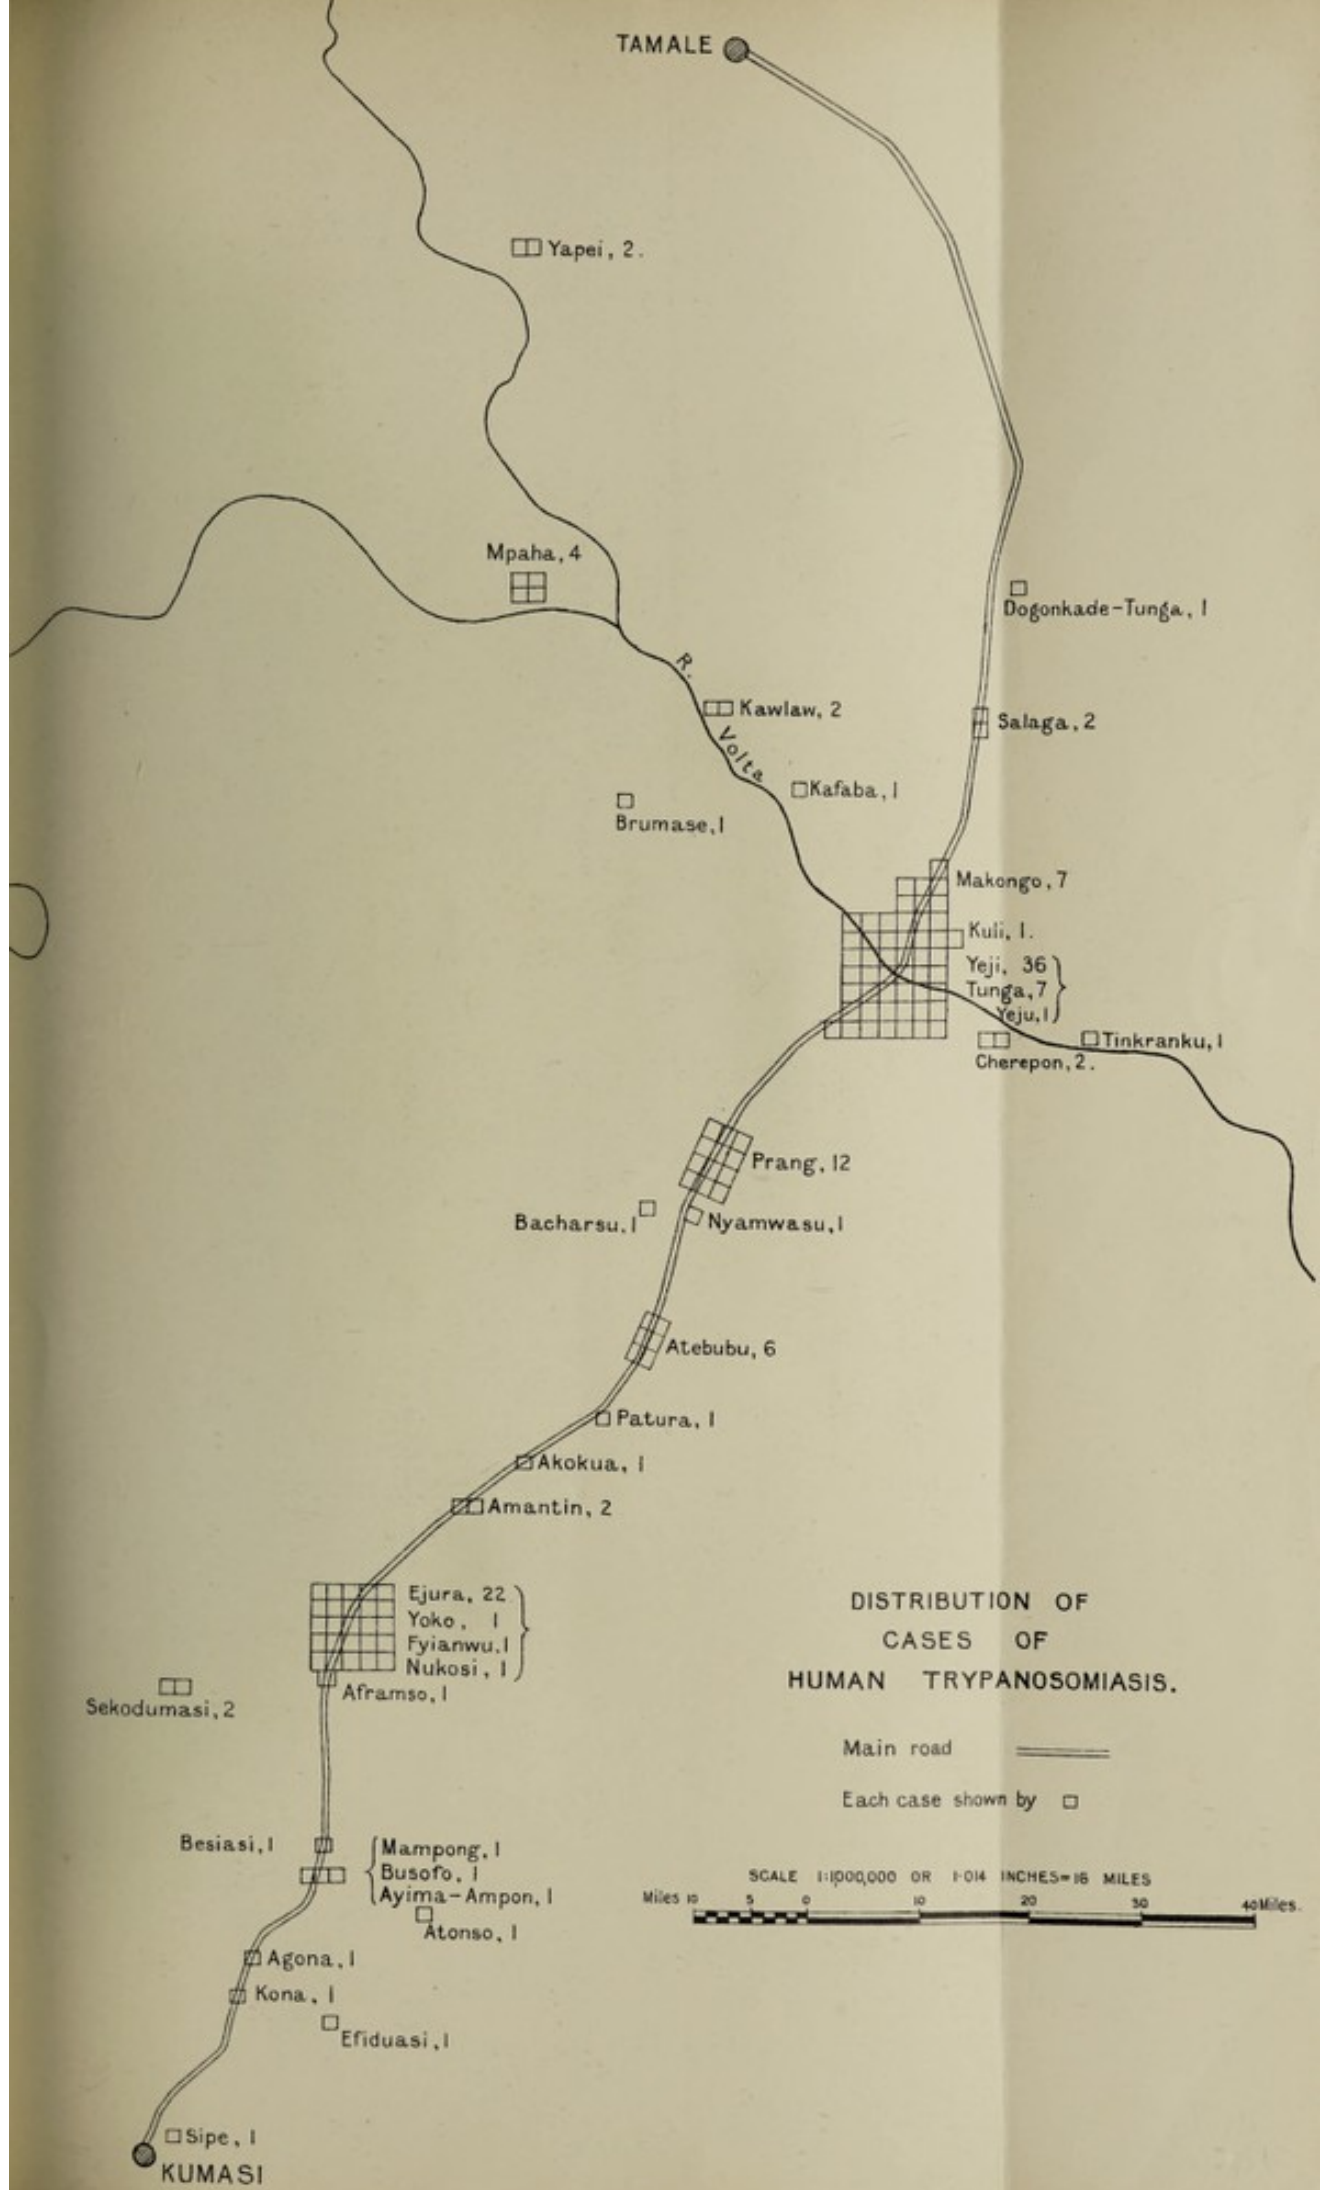 TAMALE
Yapei, 2.
Mpaha, 4
Dogonkade-Tunga, 1
R. Volta
Kawlaw, 2
Salaga, 2
Kafaba, 1
Brumase, 1
Makongo, 7
Kuli, 1.
Yeji, 36
Tunga, 7
Yeju, 1
Tinkranku, 1
Cherepon, 2.
Prang, 12
Bacharsu, 1
Nyamwasu, 1
Atebubu, 6
Patura, 1
Akokua, 1
Amantin, 2
Ejura, 22
Yoko, 1
Fyianwu, 1
Nukosi, 1
Aframso, 1
Sekodumasi, 2
DISTRIBUTION OF
CASES OF
HUMAN TRYPANOSOMIASIS.
Main road
Each case shown by
Besiasi, 1
Mampong, 1
Busofo, 1
Ayima-Ampon, 1
Atonso, 1
SCALE 1:1000,000 OR 1·014 INCHES=16 MILES
Miles 10 5 0 10 20 30 40 Miles.
Agona, 1
Kona, 1
Efiduasi, 1
Sipe, 1
KUMASI